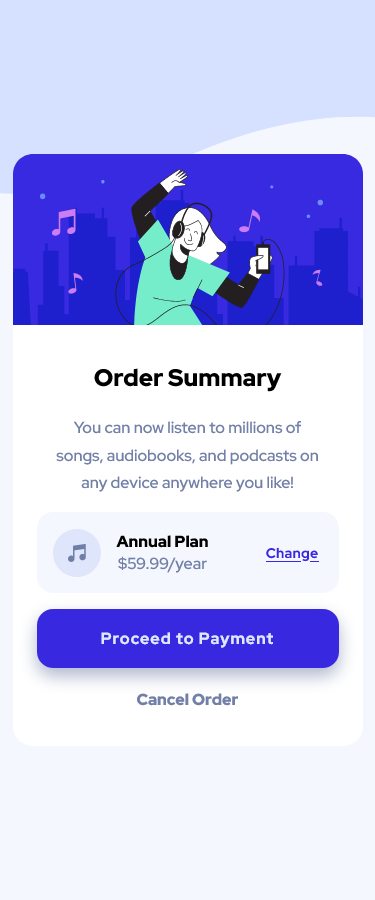 Order Summary
You can now listen to millions of
songs, audiobooks, and podcasts on
any device anywhere you like!
Annual Plan
$59.99/year
Change
Proceed to Payment
Cancel Order